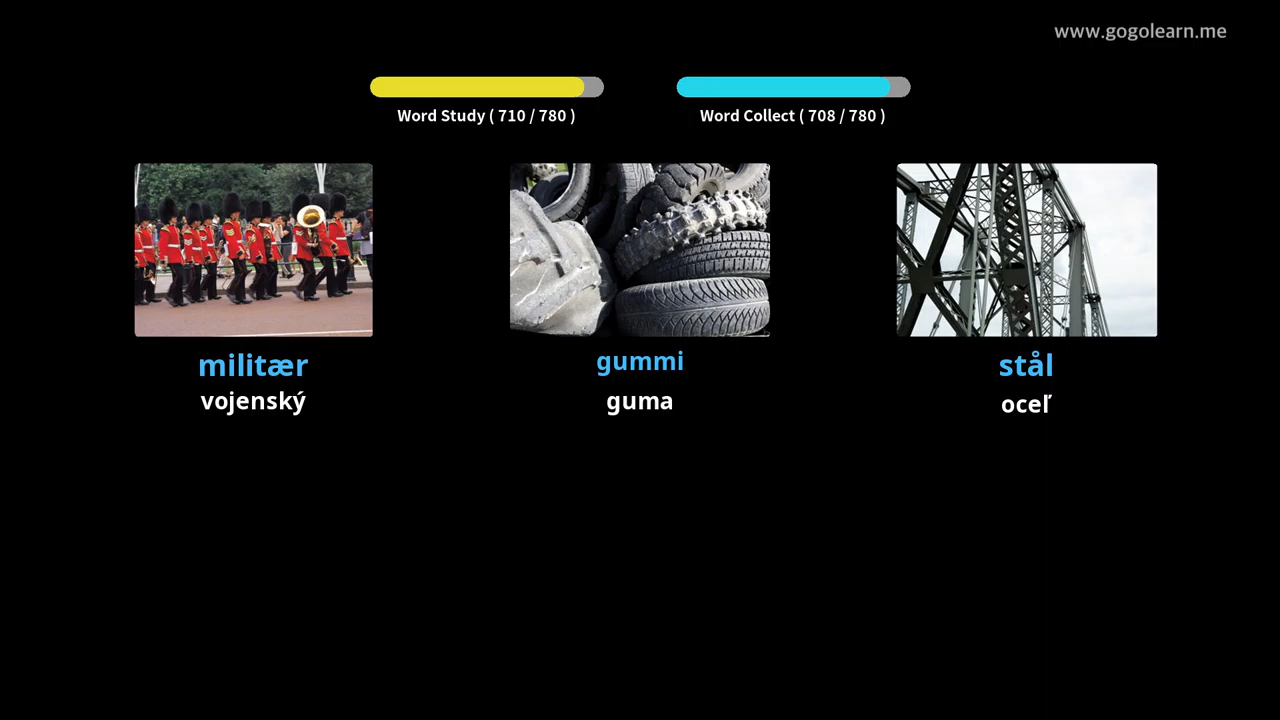 www.gogolearn.me
Word Study ( 710 / 780 )
Word Collect ( 708 / 780 )
militær
gummi
stål
vojenský
guma
oceľ